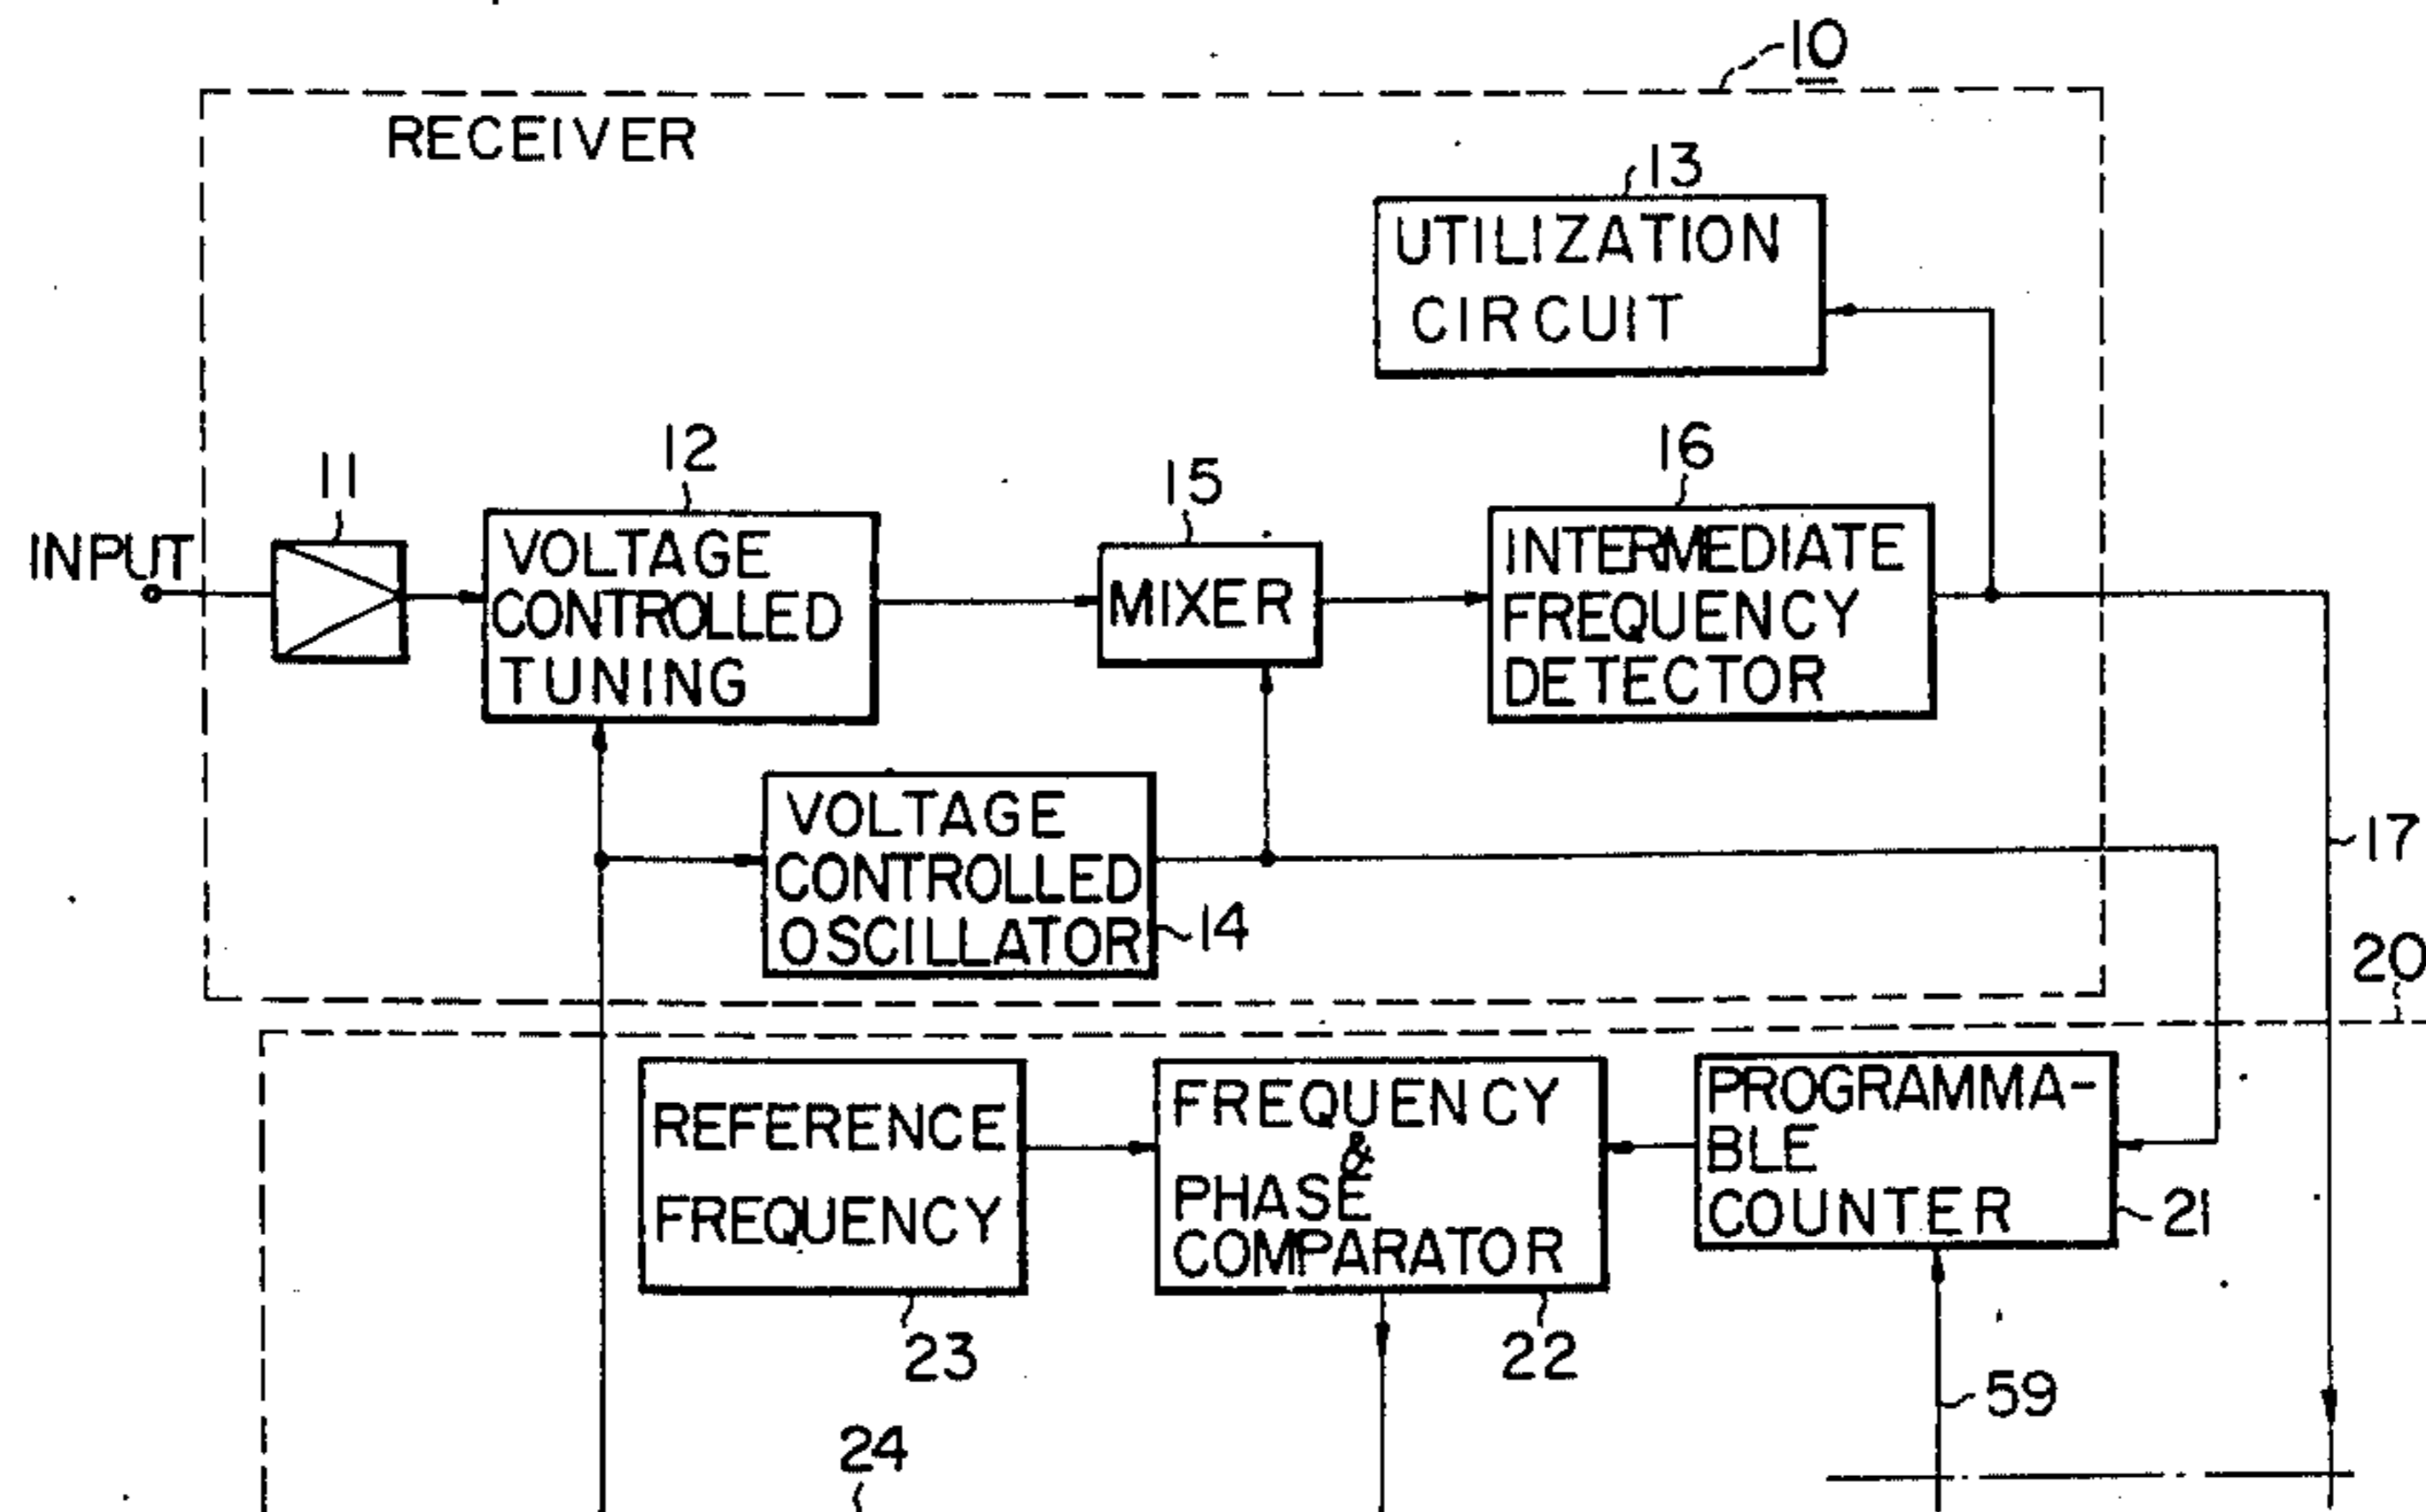 10
RECEIVER
13
UTILIZATION
CIRCUIT
11
12
15
16
INPUT
VOLTAGE
CONTROLLED
TUNING
MIXER
INTERMEDIATE
FREQUENCY
DETECTOR
VOLTAGE
CONTROLLED
OSCILLATOR
14
17
20
REFERENCE
FREQUENCY
FREQUENCY
&
PHASE
COMPARATOR
PROGRAMMA-
BLE
COUNTER
21
23
22
59
24